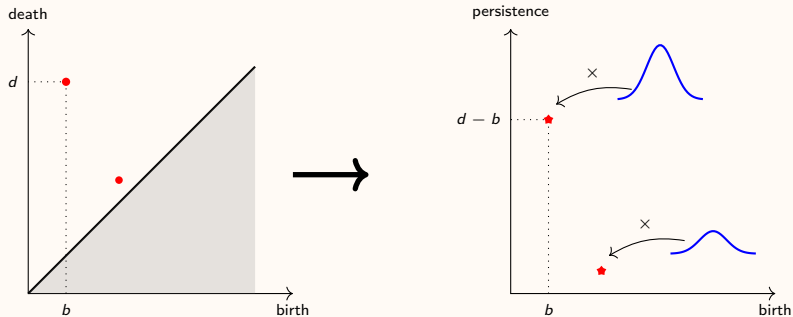 death
d
b
birth
persistence
×
d − b
×
b
birth